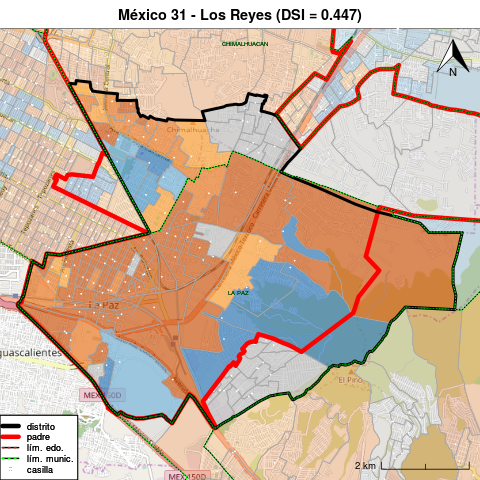 México 31 - Los Reyes (DSI = 0.447)
CHIMALHUACÁN
N
Chimalhuacán
LA PAZ
La Paz
guascalientes
El Pino
MEX 150D
MEX 150D
distrito
padre
lím. edo.
lím. munic.
casilla
2 km